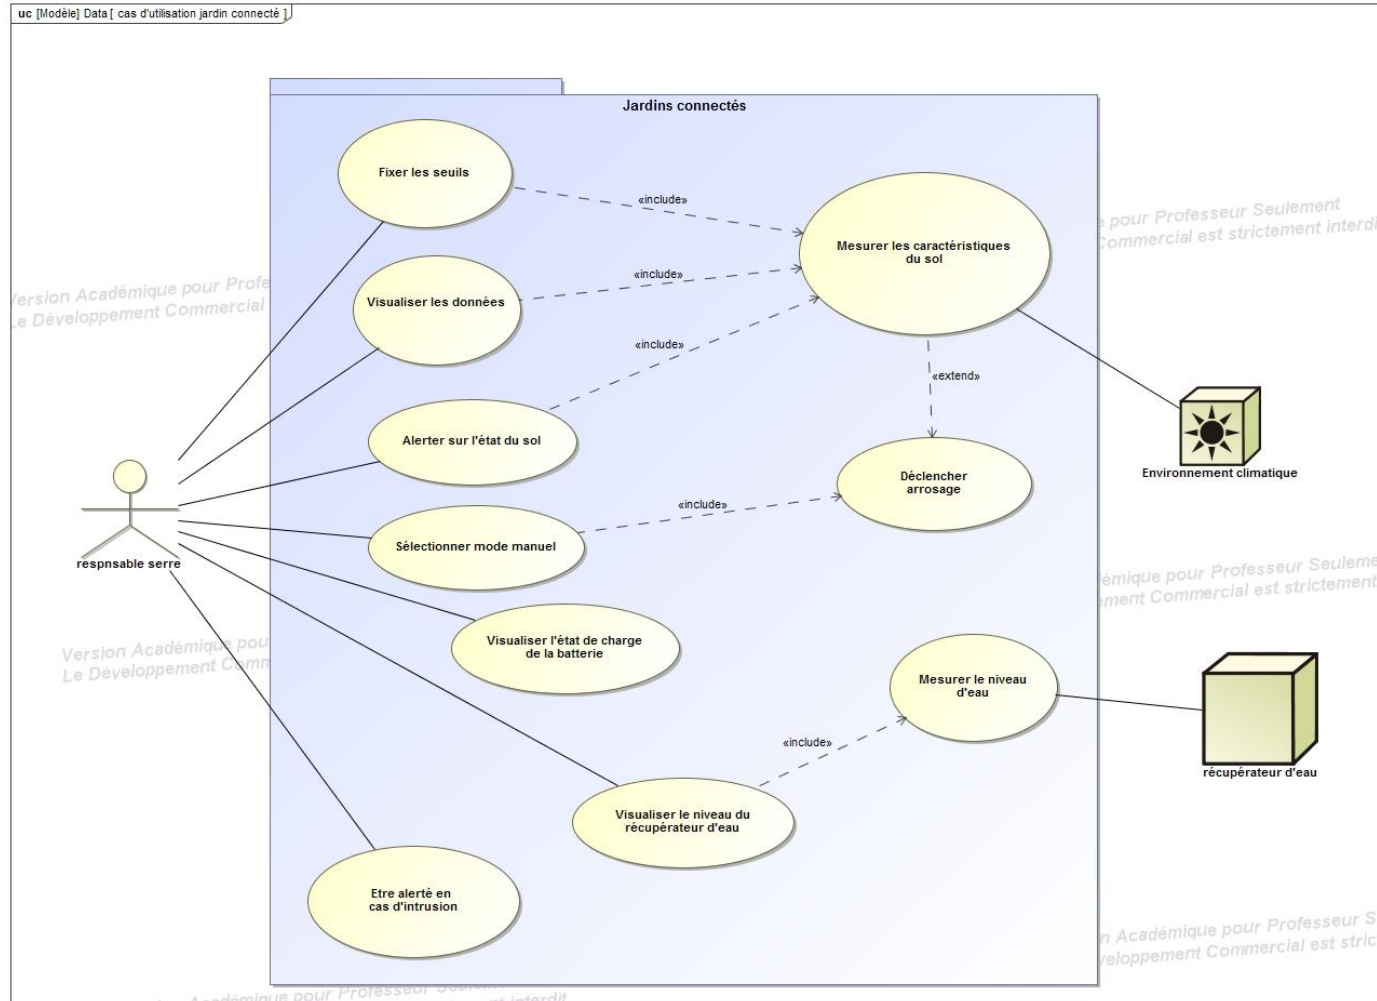 uc [Modèle] Data [ cas d'utilisation jardin connecté ]
Jardins connectés
Fixer les seuils
«include»
Mesurer les caractéristiques
du sol
e pour Professeur Seulement
Commercial est strictement interdit
Version Académique pour Profe
Le Développement Commercial
Visualiser les données
«include»
«include»
«extend»
Alerter sur l'état du sol
Environnement climatique
Déclencher
arrosage
«include»
Sélectionner mode manuel
respnsable serre
émique pour Professeur Seuleme
ement Commercial est strictement
Version Académique pou
Le Développement Comm
Visualiser l'état de charge
de la batterie
Mesurer le niveau
d'eau
«include»
récupérateur d'eau
Visualiser le niveau du
récupérateur d'eau
Etre alerté en
cas d'intrusion
n Académique pour Professeur S
veloppement Commercial est stric
démique pour Professeur
interdit